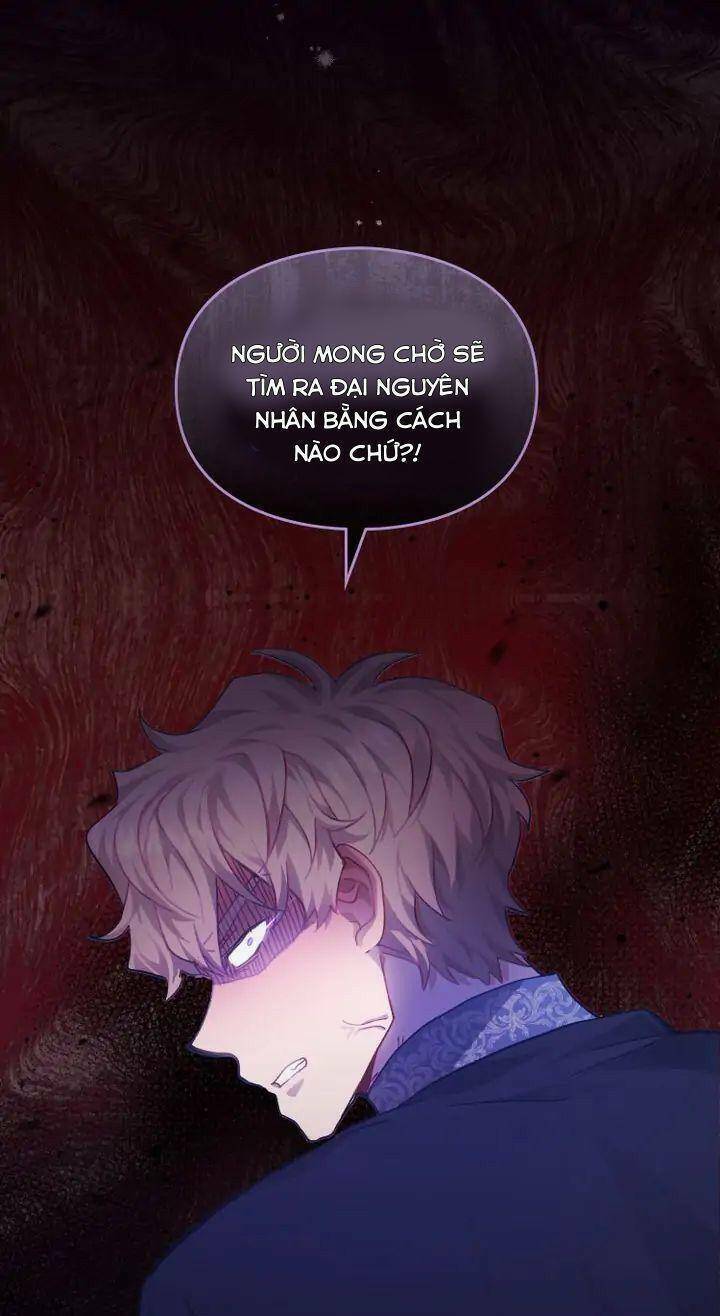 NGƯỜI MONG CHỜ SẼ
TÌM RA ĐẠI NGUYÊN
NHÂN BẰNG CÁCH
NÀO CHỨ?!